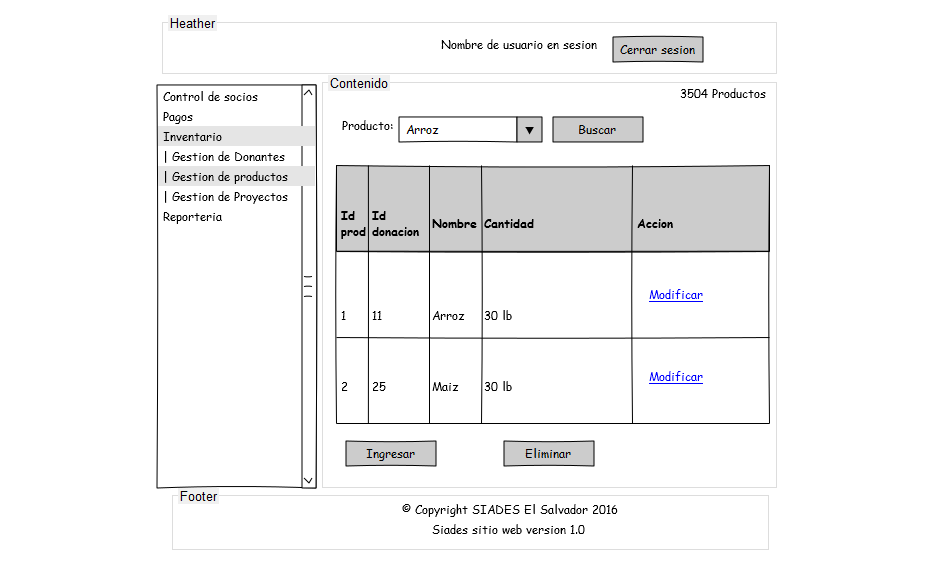 Heather
Nombre de usuario en sesion
Cerrar sesion
Control de socios
Pagos
Inventario
| Gestion de Donantes
| Gestion de productos
| Gestion de Proyectos
Reporteria
Contenido
3504 Productos
Producto:
Arroz
Buscar
Id prod
Id donacion
Nombre
Cantidad
Accion
1
11
Arroz
30 lb
Modificar
2
25
Maiz
30 lb
Modificar
Ingresar
Eliminar
Footer
© Copyright SIADES El Salvador 2016
Siades sitio web version 1.0